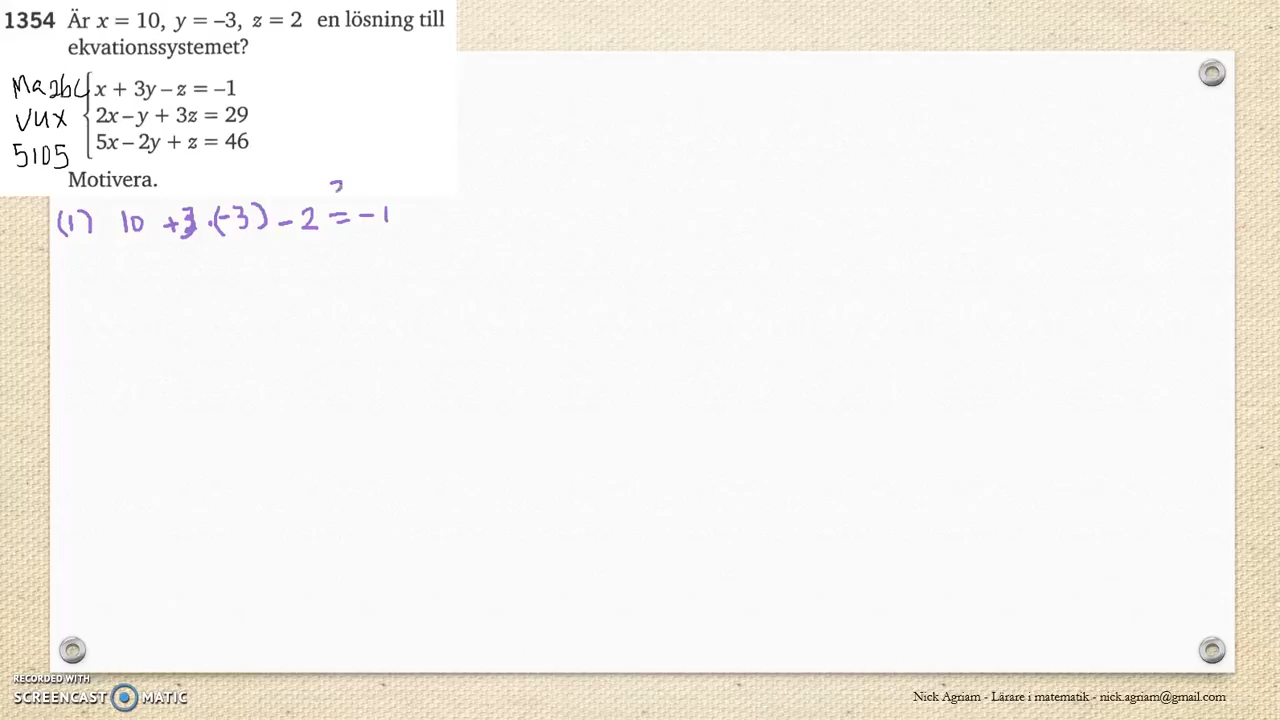 1354 Är x = 10, y = –3, z = 2 en lösning till
ekvationssystemet?
Ma2bc
x + 3y – z = –1
VUX
2x – y + 3z = 29
5105
5x – 2y + z = 46
Motivera.
?
(1) 10 +3 ·(-3) - 2 = -1
RECORDED WITH
SCREENCAST MATIC
Nick Agriam - Lärare i matematik - nick.agriam@gmail.com